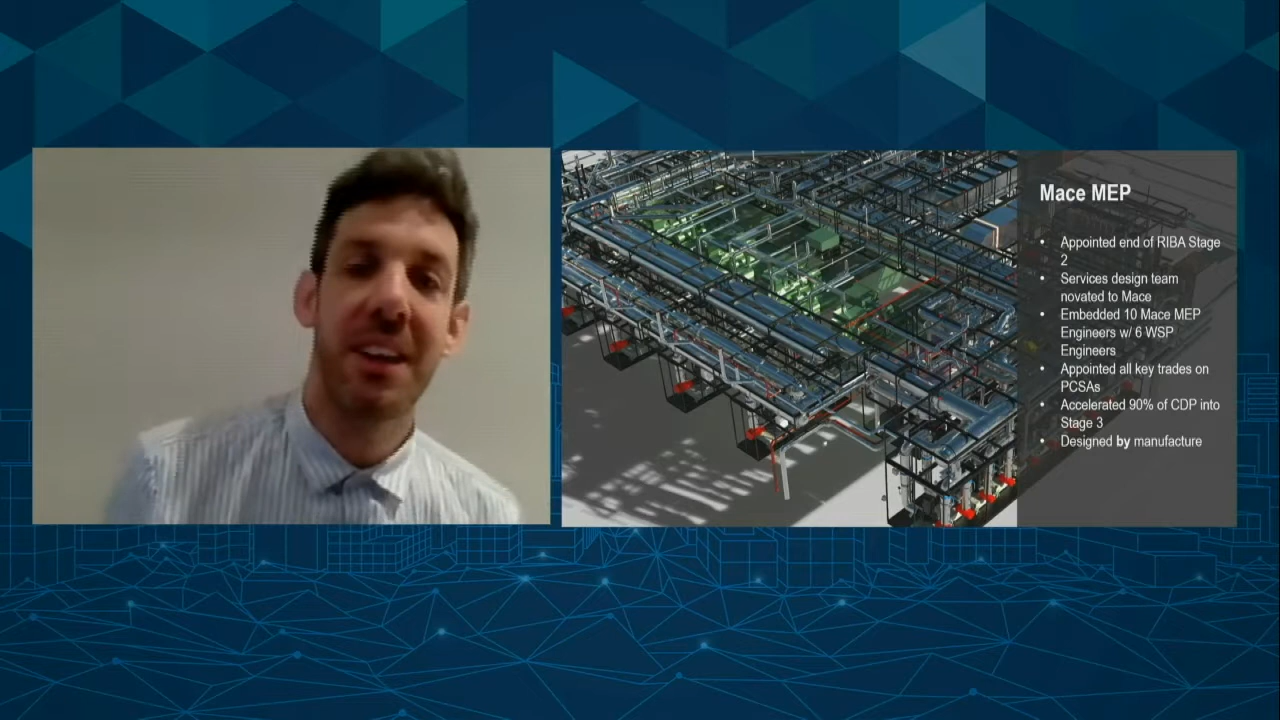 Mace MEP
• Appointed end of RIBA Stage
2
• Services design team
novated to Mace
• Embedded 10 Mace MEP
Engineers w/ 6 WSP
Engineers
• Appointed all key trades on
PCSAs
• Accelerated 90% of CDP into
Stage 3
• Designed by manufacture